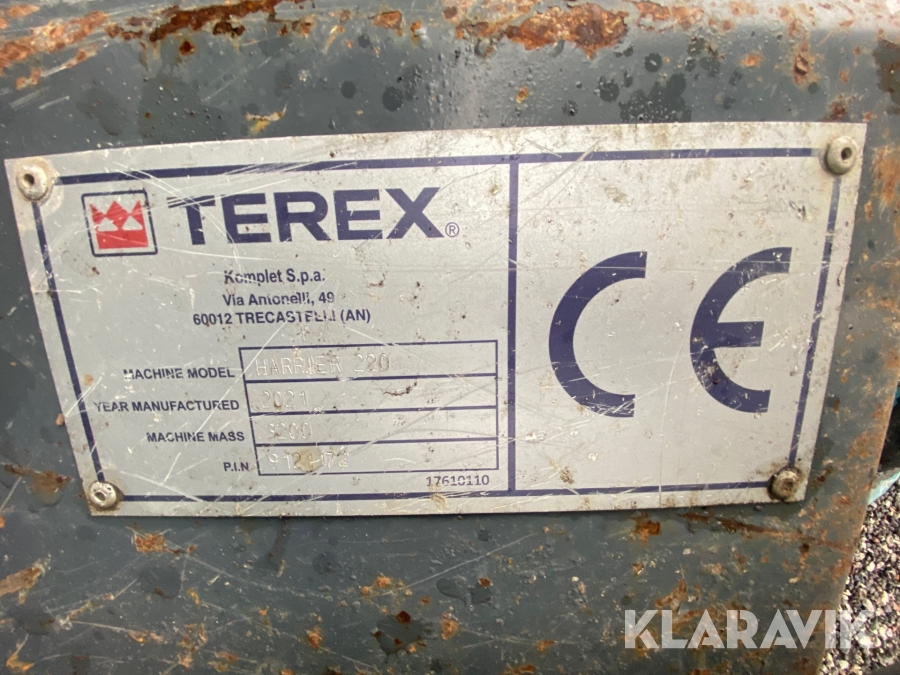 TEREX®
Komplet S.p.a.
Via Antonelli, 49
60012 TRECASTELLI (AN)
MACHINE MODEL HARRIER 220
YEAR MANUFACTURED 2021
MACHINE MASS
P.I.N
17610110
CE
KLARAVIK